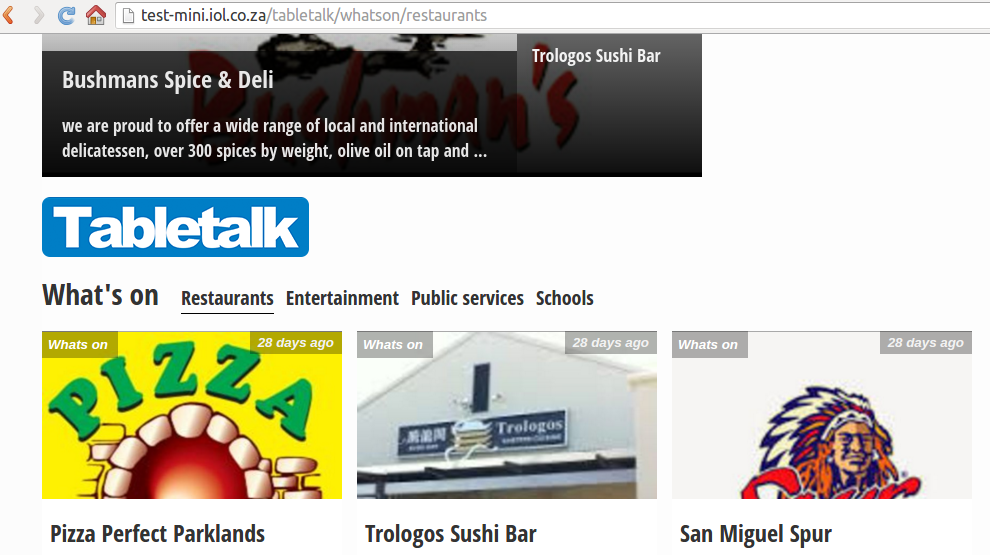 test-mini.iol.co.za/tabletalk/whatson/restaurants
Bushman's
Trologos Sushi Bar
Bushmans Spice & Deli
we are proud to offer a wide range of local and international
delicatessen, over 300 spices by weight, olive oil on tap and ...
Tabletalk
What's on Restaurants Entertainment Public services Schools
Whats on 28 days ago
PIZZA
Pizza Perfect Parklands
Whats on 28 days ago
Trologos
EASTERN CUISINE
Trologos Sushi Bar
Whats on 28 days ago
San Miguel Spur